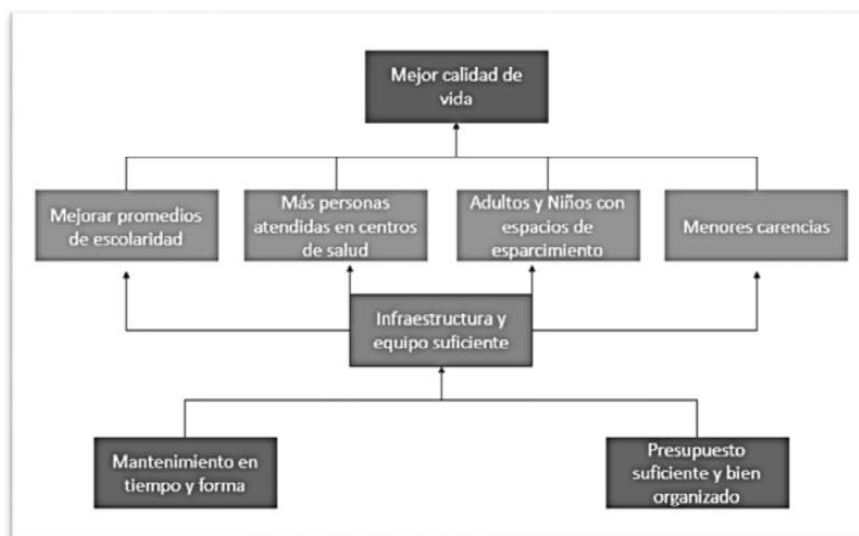 Mejor calidad de
vida
Mejorar promedios
de escolaridad
Más personas
atendidas en centros
de salud
Adultos y Niños con
espacios de
esparcimiento
Menores carencias
Infraestructura y
equipo suficiente
Mantenimiento en
tiempo y forma
Presupuesto
suficiente y bien
organizado